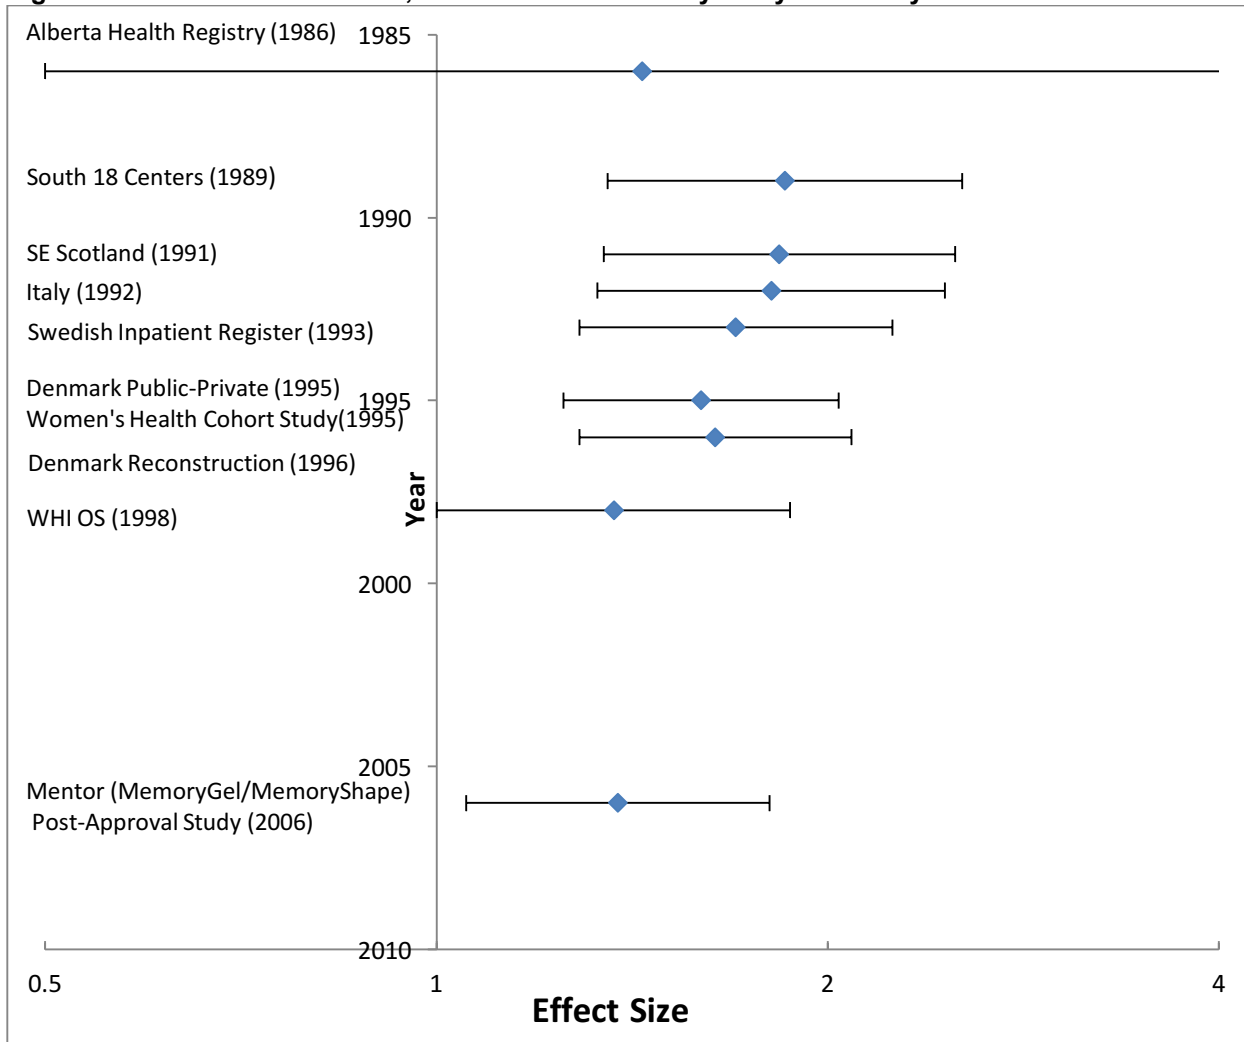 Alberta Health Registry (1986)
1985
South 18 Centers (1989)
1990
SE Scotland (1991)
Italy (1992)
Swedish Inpatient Register (1993)
Denmark Public-Private (1995)
1995
Women's Health Cohort Study(1995)
Denmark Reconstruction (1996)
Year
WHI OS (1998)
2000
2005
Mentor (MemoryGel/MemoryShape)
Post-Approval Study (2006)
2010
0.5 1 2 4
Effect Size